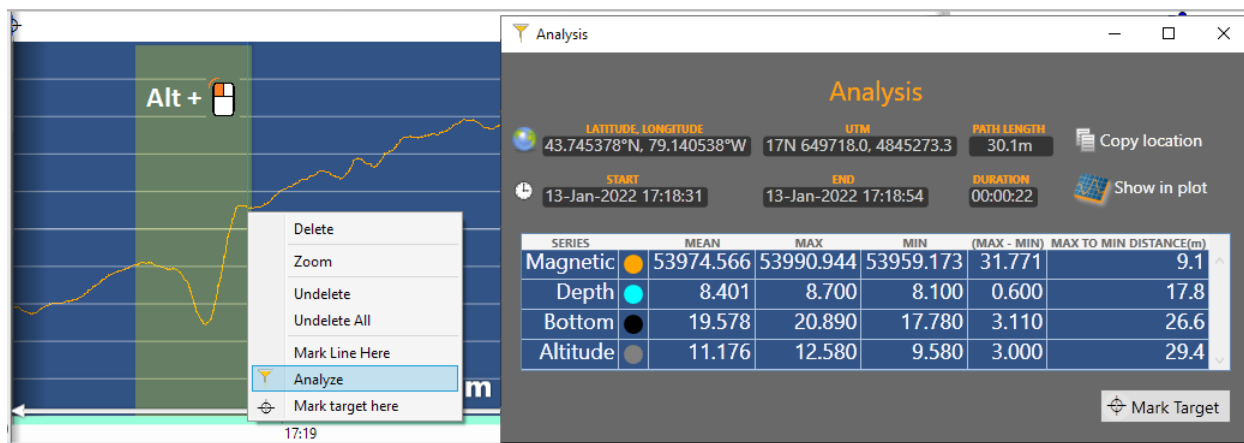 Alt +
Delete
Zoom
Undelete
Undelete All
Mark Line Here
Analyze
Mark target here
m
17:19
Analysis
Analysis
LATITUDE, LONGITUDE UTM PATH LENGTH
43.745378°N, 79.140538°W 17N 649718.0, 4845273.3 30.1m Copy location
START END DURATION
13-Jan-2022 17:18:31 13-Jan-2022 17:18:54 00:00:22 Show in plot
SERIES MEAN MAX MIN (MAX - MIN) MAX TO MIN DISTANCE(m)
Magnetic 53974.566 53990.944 53959.173 31.771 9.1
Depth 8.401 8.700 8.100 0.600 17.8
Bottom 19.578 20.890 17.780 3.110 26.6
Altitude 11.176 12.580 9.580 3.000 29.4
Mark Target